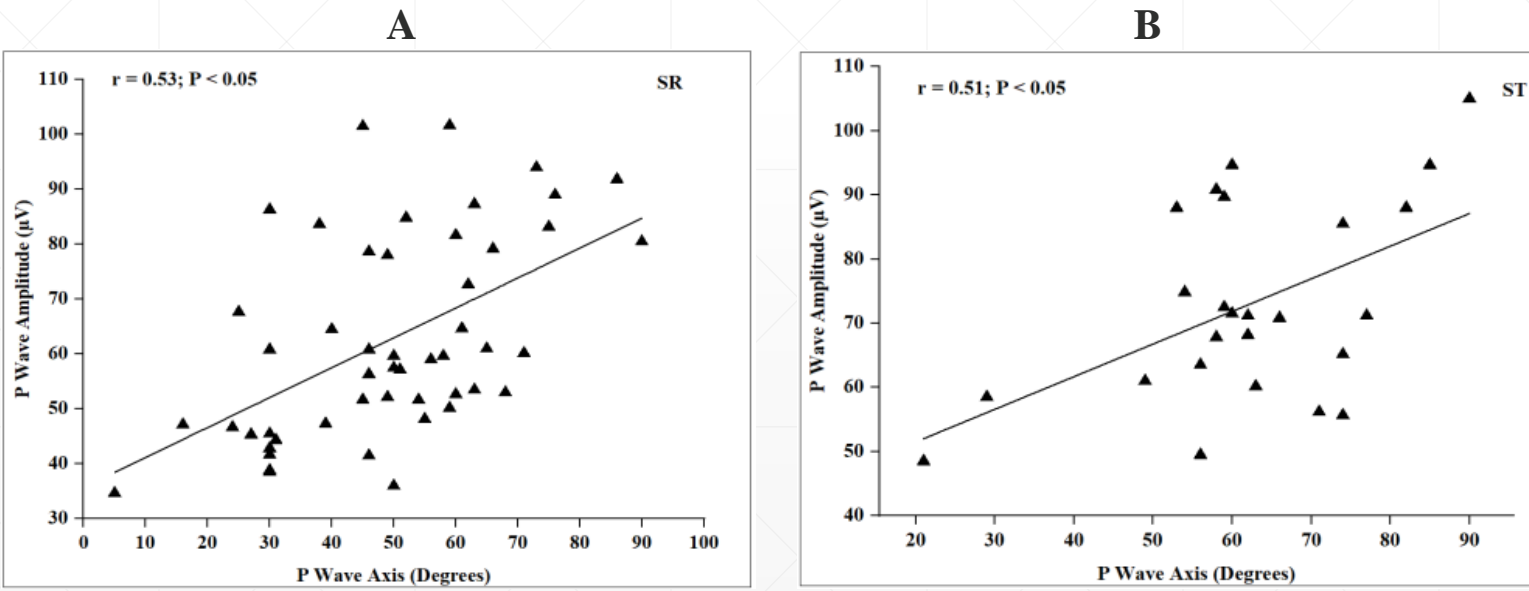 A
B
r = 0.53; P < 0.05
SR
110
100
90
80
70
60
50
40
30
P Wave Amplitude (µV)
0 10 20 30 40 50 60 70 80 90 100
P Wave Axis (Degrees)
r = 0.51; P < 0.05
ST
110
100
90
80
70
60
50
40
P Wave Amplitude (µV)
20 30 40 50 60 70 80 90
P Wave Axis (Degrees)